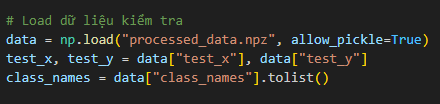 # Load dữ liệu kiểm tra
data = np.load("processed_data.npz", allow_pickle=True)
test_x, test_y = data["test_x"], data["test_y"]
class_names = data["class_names"].tolist()